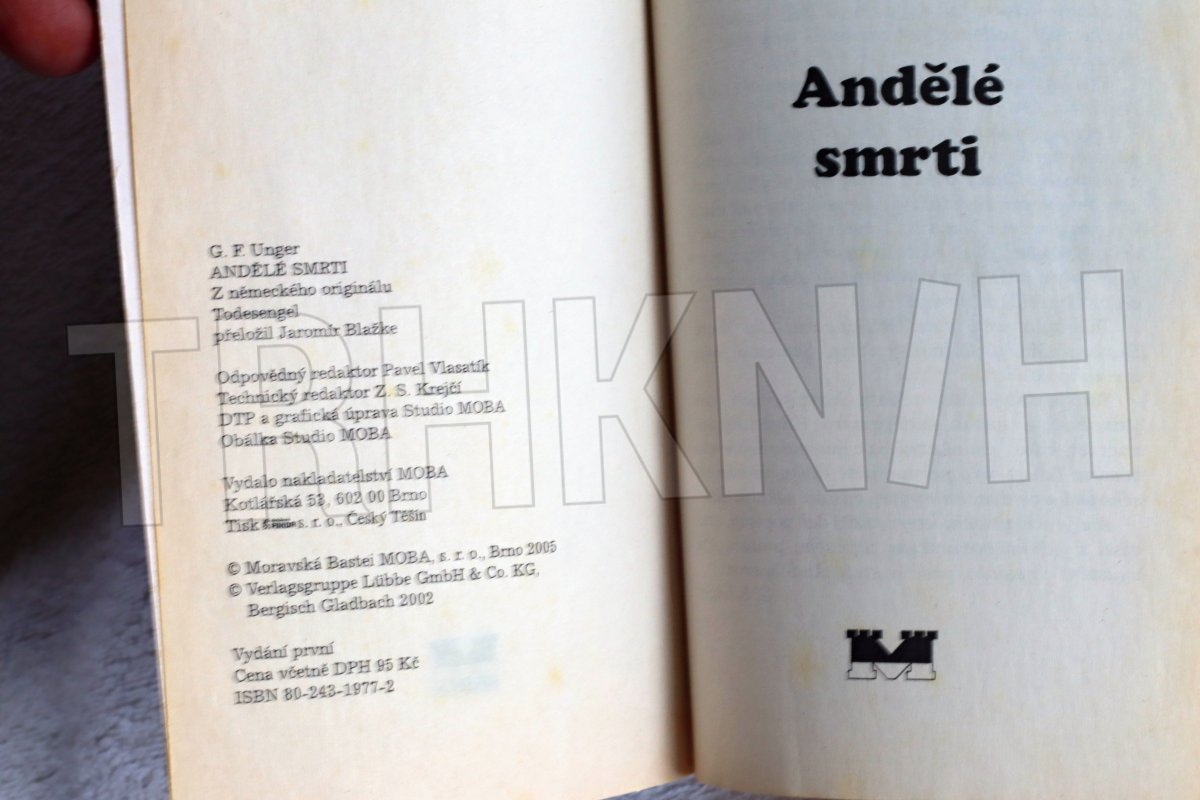 G. F. Unger
ANDĚLÉ SMRTI
Z německého originálu
Todesengel
přeložil Jaromír Blažke
Odpovědný redaktor Pavel Vlasatík
Technický redaktor Z. S. Krejčí
DTP a grafická úprava Studio MOBA
Obálka Studio MOBA
Vydalo nakladatelství MOBA
Kotlářská 53, 602 00 Brno
Tisk s. r. o., Český Těšín
© Moravská Bastei MOBA, s. r. o., Brno 2005
© Verlagsgruppe Lübbe GmbH & Co. KG,
Bergisch Gladbach 2002
Vydání první
Cena včetně DPH 95 Kč
ISBN 80-243-1977-2
Andělé
smrti
M
TRHKNIH